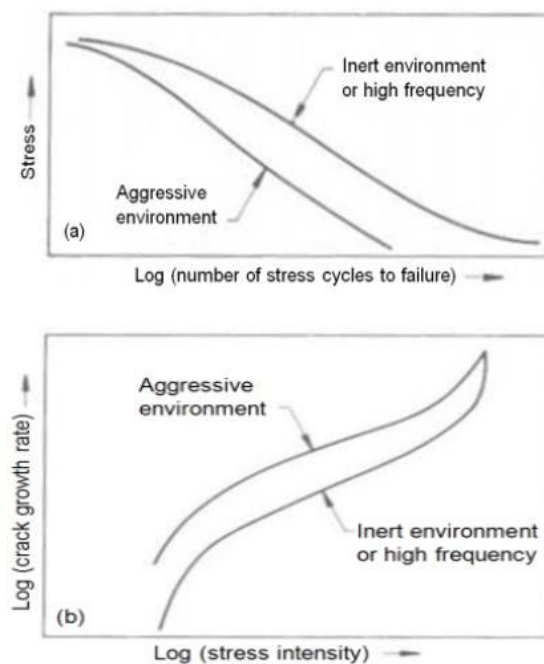 Stress
Inert environment
or high frequency
Aggressive
environment
(a)
Log (number of stress cycles to failure)
Log (crack growth rate)
Aggressive
environment
Inert environment
or high frequency
(b)
Log (stress intensity)